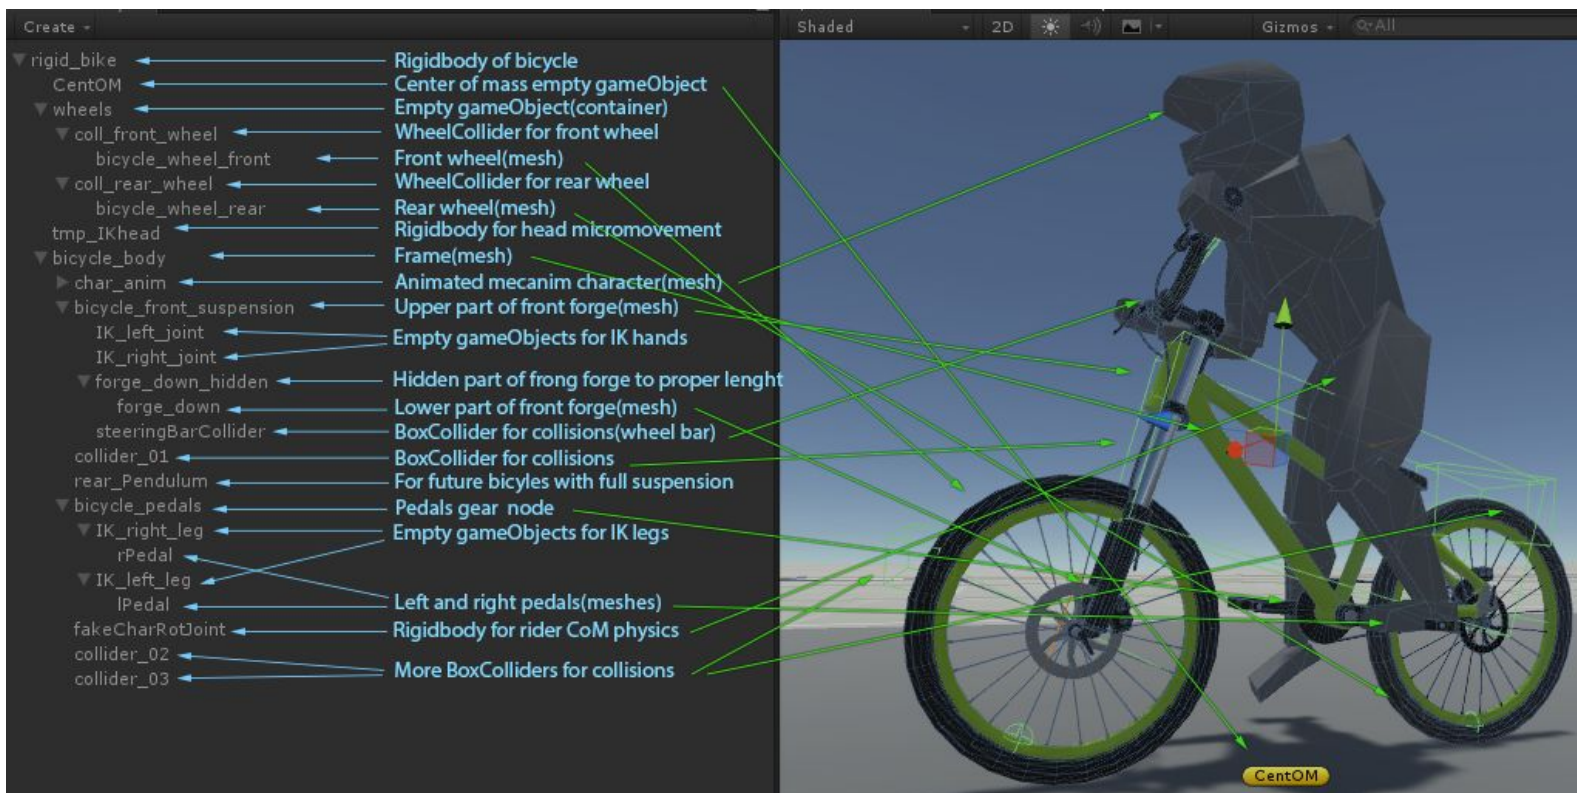 Create
Shaded 2D Gizmos All
rigid_bike Rigidbody of bicycle
CentOM Center of mass empty gameObject
wheels Empty gameObject(container)
coll_front_wheel WheelCollider for front wheel
bicycle_wheel_front Front wheel(mesh)
coll_rear_wheel WheelCollider for rear wheel
bicycle_wheel_rear Rear wheel(mesh)
tmp_IKhead Rigidbody for head micromovement
bicycle_body Frame(mesh)
char_anim Animated mecanim character(mesh)
bicycle_front_suspension Upper part of front forge(mesh)
IK_left_joint
Empty gameObjects for IK hands
IK_right_joint
forge_down_hidden Hidden part of frong forge to proper lenght
forge_down Lower part of front forge(mesh)
steeringBarCollider BoxCollider for collisions(wheel bar)
collider_01 BoxCollider for collisions
rear_Pendulum For future bicyles with full suspension
bicycle_pedals Pedals gear node
IK_right_leg Empty gameObjects for IK legs
rPedal
IK_left_leg
lPedal Left and right pedals(meshes)
fakeCharRotJoint Rigidbody for rider CoM physics
collider_02
More BoxColliders for collisions
collider_03
CentOM